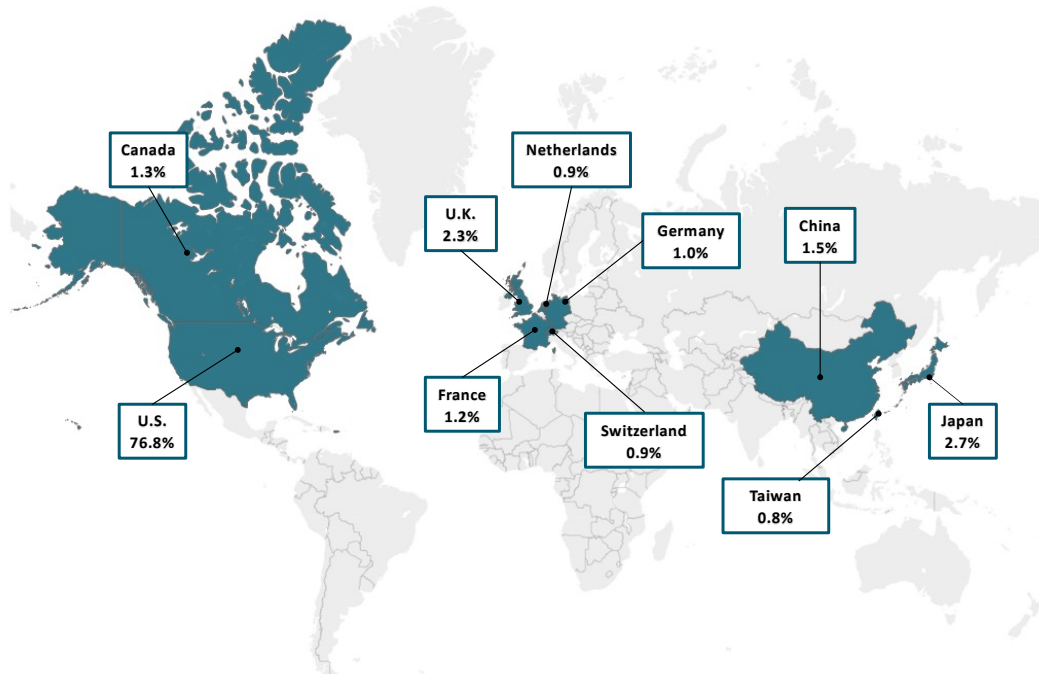 Canada
1.3%
Netherlands
0.9%
U.K.
2.3%
Germany
1.0%
China
1.5%
U.S.
76.8%
France
1.2%
Switzerland
0.9%
Japan
2.7%
Taiwan
0.8%